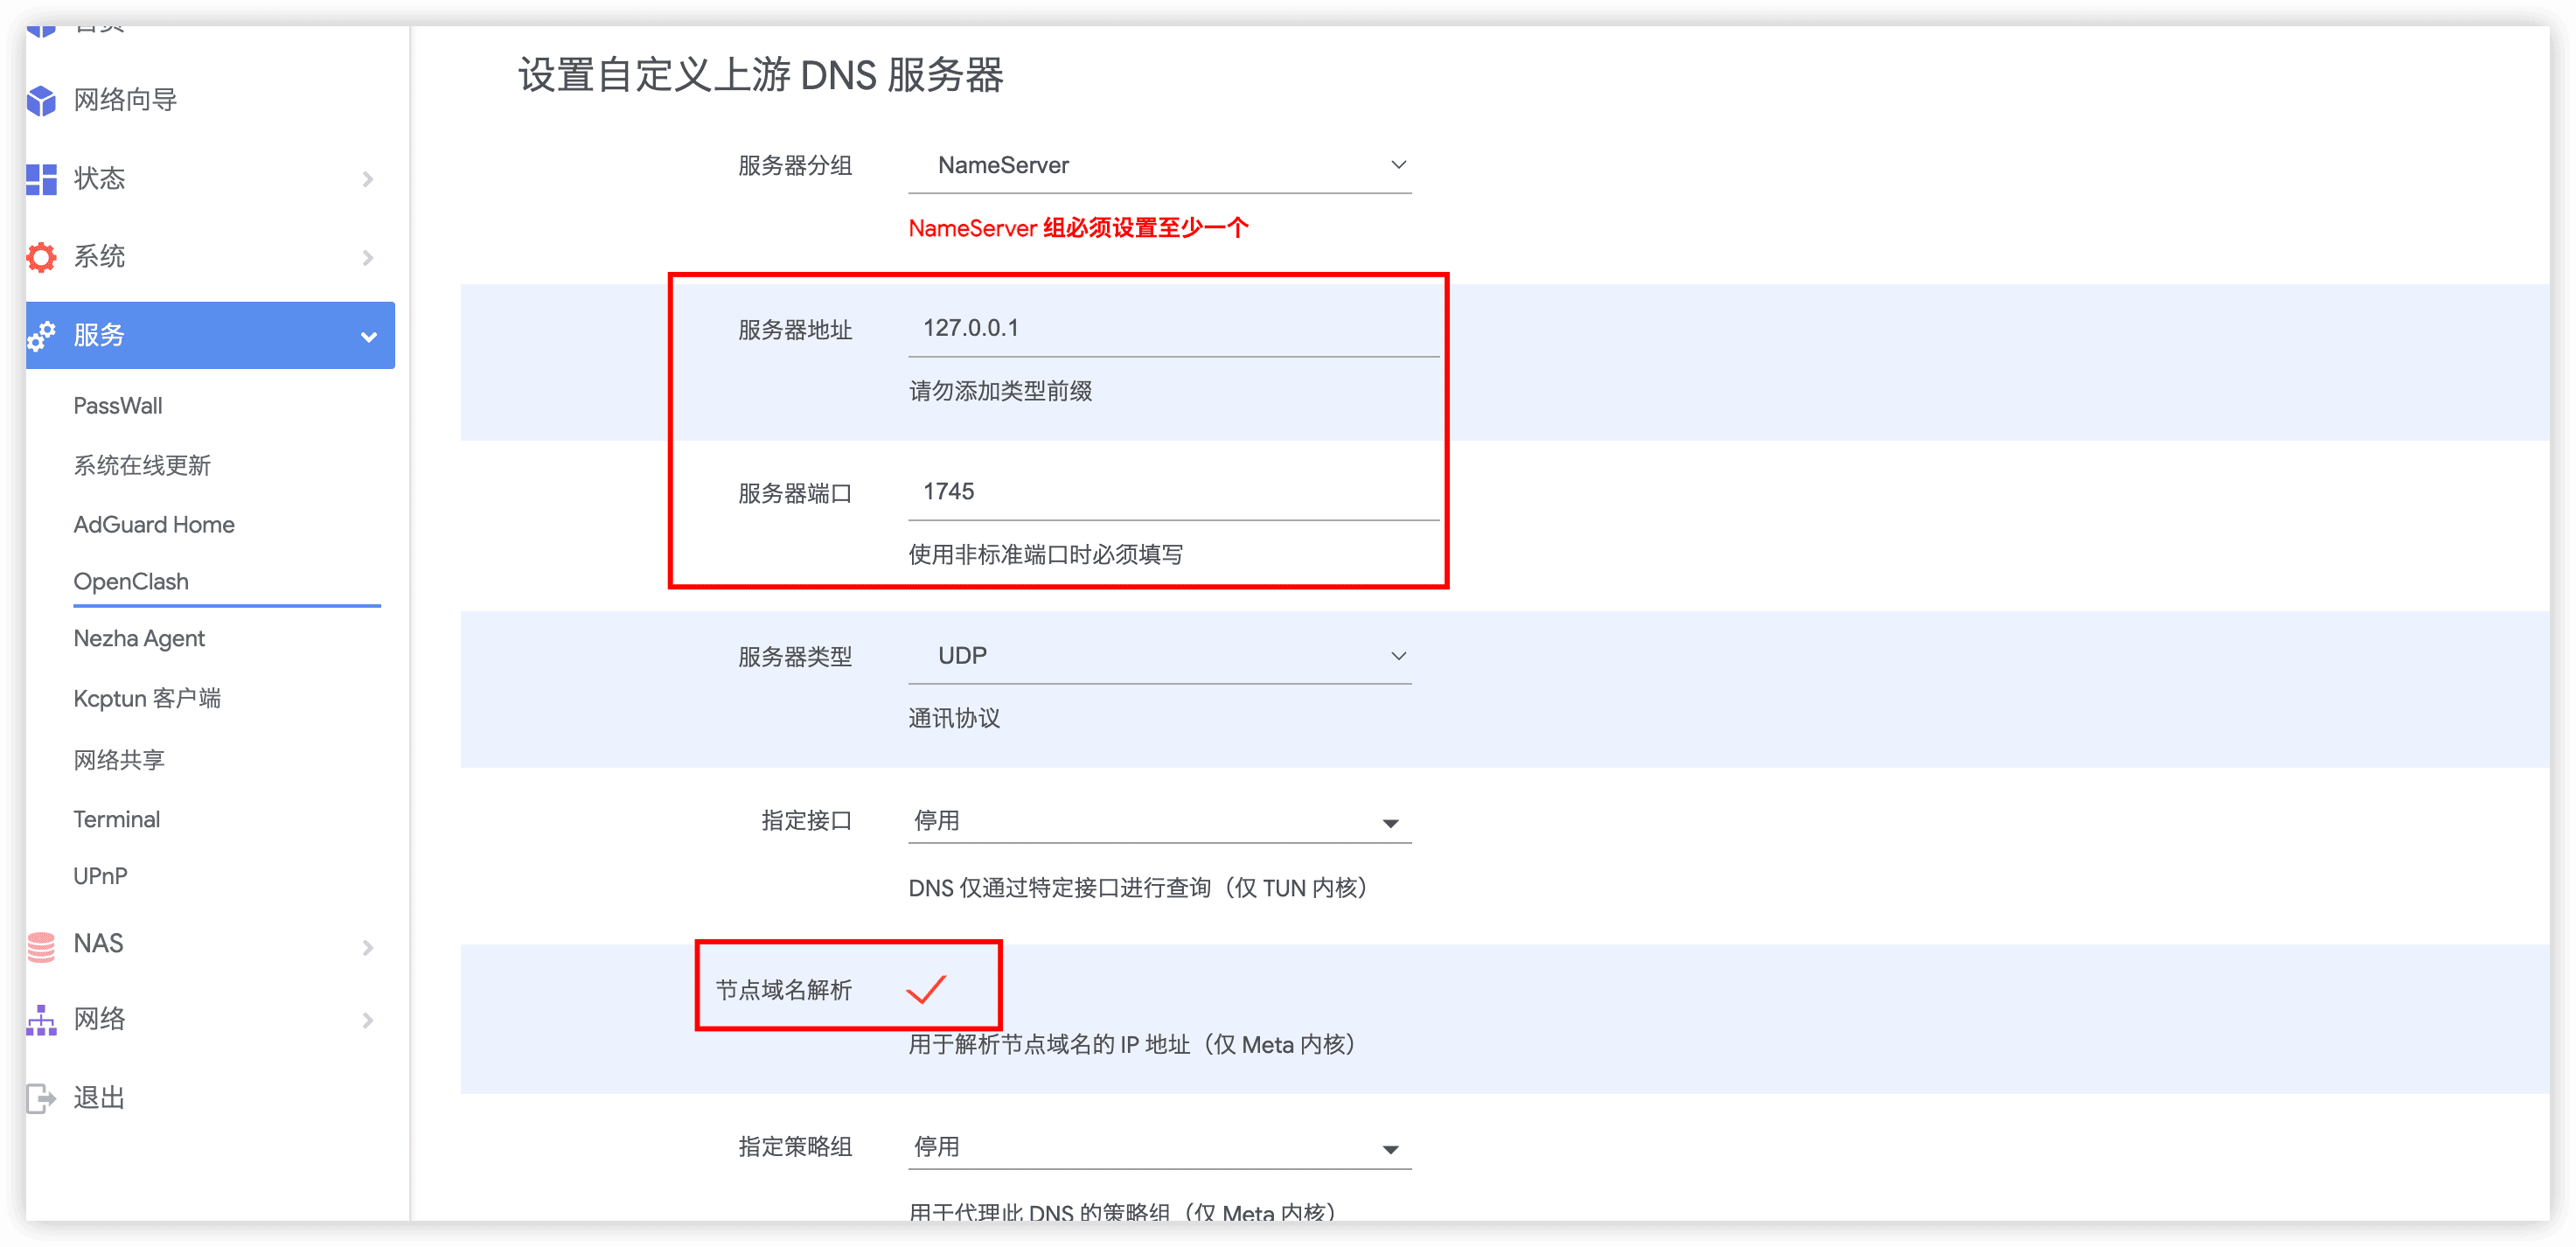 首页
网络向导
状态
系统
服务
PassWall
系统在线更新
AdGuard Home
OpenClash
Nezha Agent
Kcptun 客户端
网络共享
Terminal
UPnP
NAS
网络
退出
设置自定义上游 DNS 服务器
服务器分组
NameServer
NameServer 组必须设置至少一个
服务器地址
127.0.0.1
请勿添加类型前缀
服务器端口
1745
使用非标准端口时必须填写
服务器类型
UDP
通讯协议
指定接口
停用
DNS 仅通过特定接口进行查询（仅 TUN 内核）
节点域名解析
用于解析节点域名的 IP 地址（仅 Meta 内核）
指定策略组
停用
用于代理此 DNS 的策略组（仅 Meta 内核）